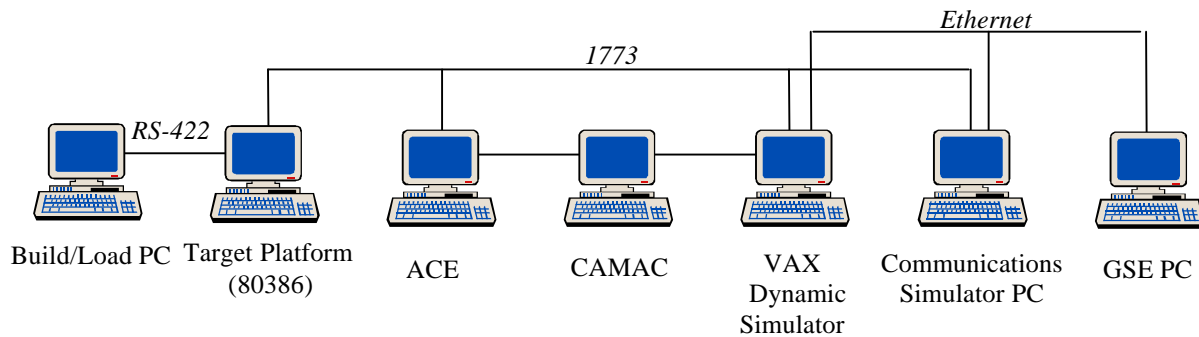 Ethernet
1773
RS-422
Build/Load PC
Target Platform
(80386)
ACE
CAMAC
VAX
Dynamic
Simulator
Communications
Simulator PC
GSE PC